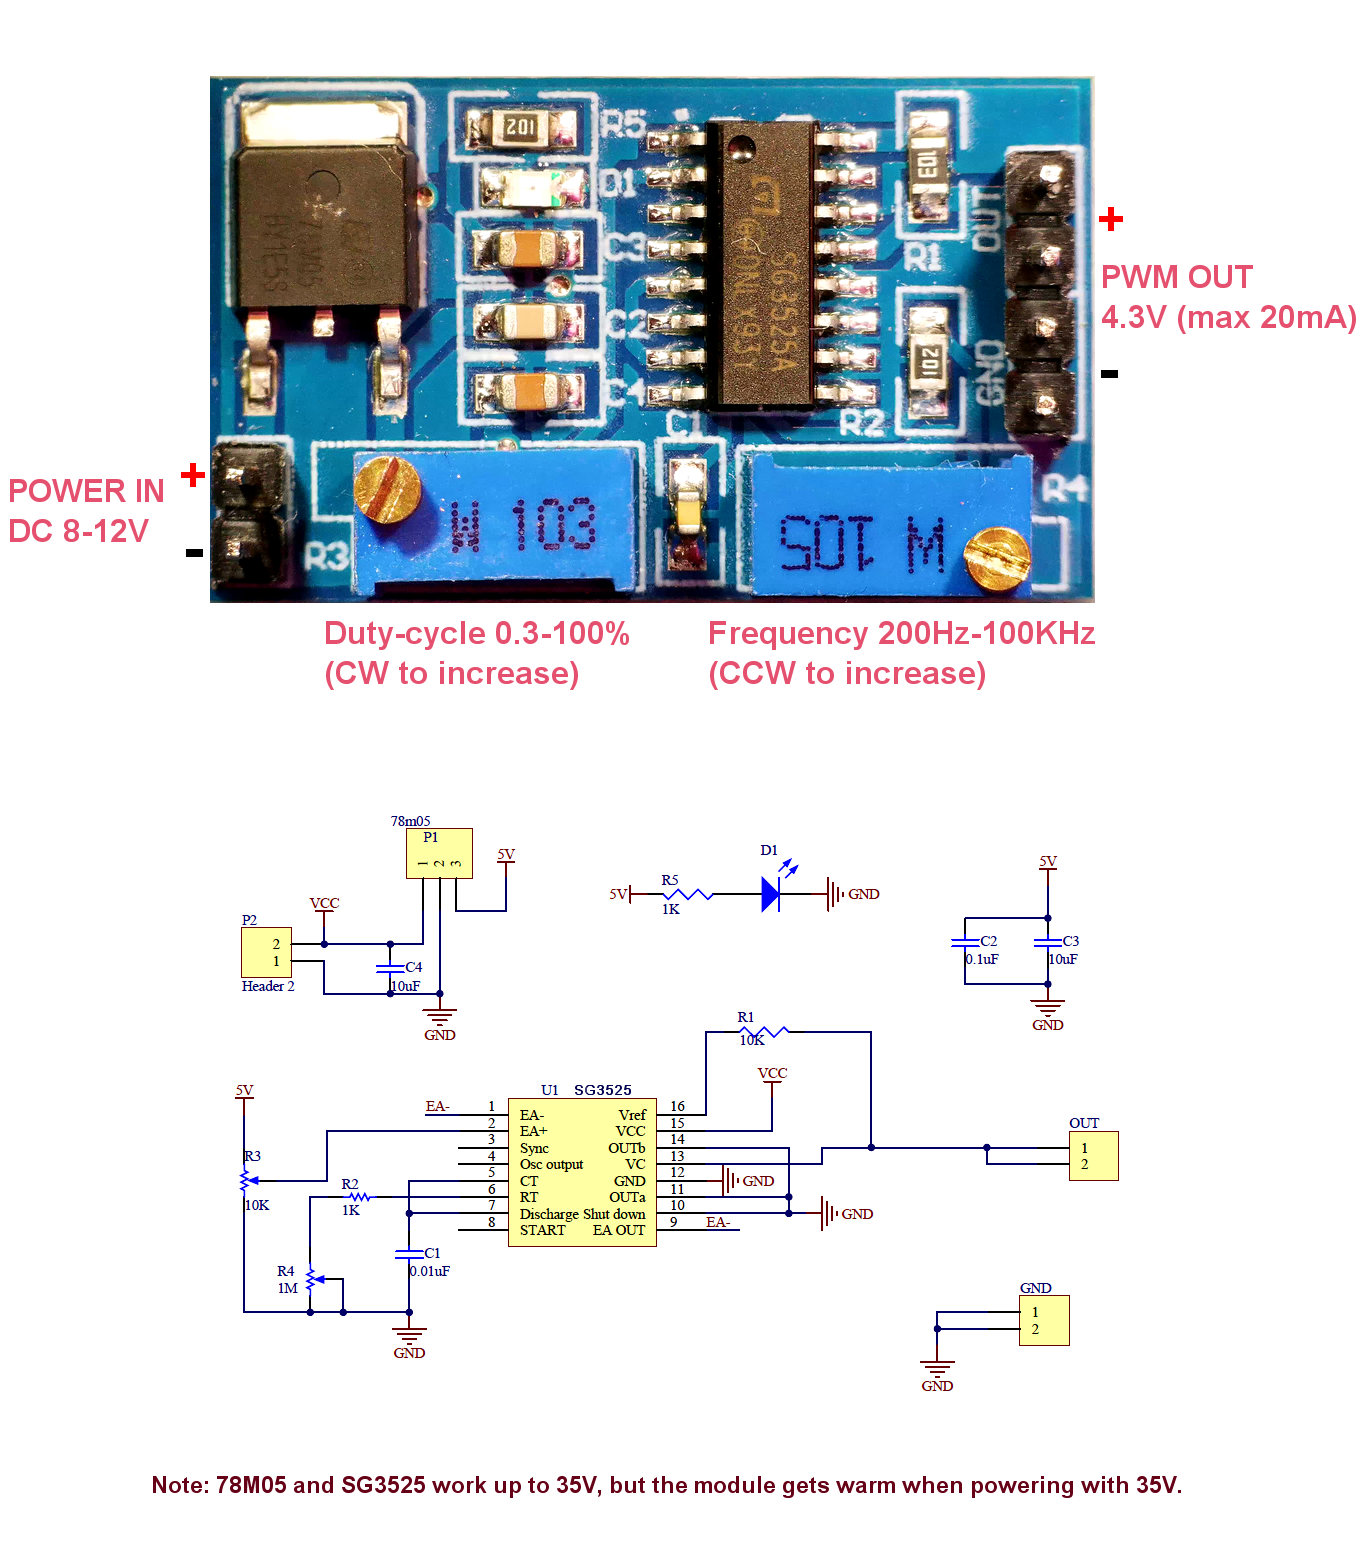 201
R5
D1
C3
C2
C4
C1
SG3525A
103
R1
OUT
102
R2
GND
R4
R3
W 103
W 105
+
PWM OUT
4.3V (max 20mA)
-
+
POWER IN
DC 8-12V
-
Duty-cycle 0.3-100%
(CW to increase)
Frequency 200Hz-100KHz
(CCW to increase)
78m05
P1
1 2 3
5V
VCC
P2
2
1
Header 2
C4
10uF
GND
5V
R5
1K
D1
GND
5V
C2
0.1uF
C3
10uF
GND
R1
10K
VCC
5V
R3
10K
R2
1K
R4
1M
C1
0.01uF
GND
U1 SG3525
EA-
1 EA-
2 EA+
3 Sync
4 Osc output
5 CT
6 RT
7 Discharge
8 START
Vref 16
VCC 15
OUTb 14
VC 13
GND 12
OUTa 11
Shut down 10
EA OUT 9
GND
GND
EA-
OUT
1
2
GND
1
2
GND
Note: 78M05 and SG3525 work up to 35V, but the module gets warm when powering with 35V.